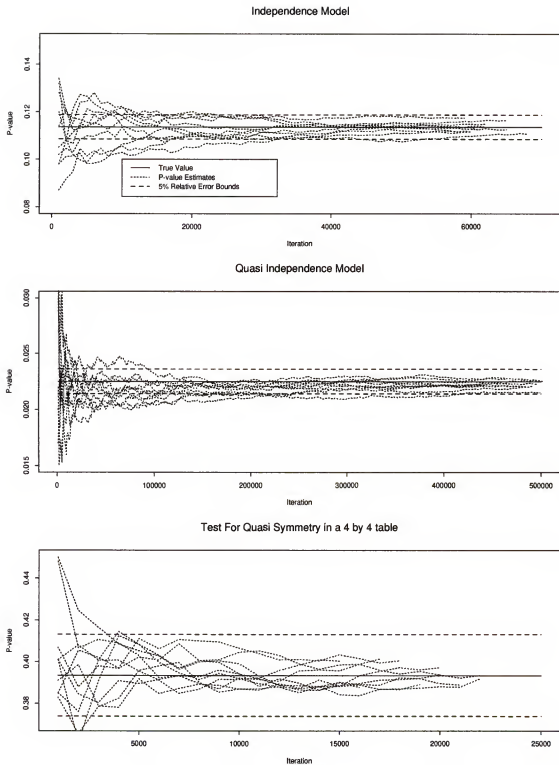 Independence Model
P-value
0.14
0.12
0.10
0.08
True Value
P-value Estimates
5% Relative Error Bounds
0
20000
40000
60000
Iteration
Quasi Independence Model
P-value
0.030
0.025
0.020
0.015
0
100000
200000
300000
400000
500000
Iteration
Test For Quasi Symmetry in a 4 by 4 table
P-value
0.44
0.42
0.40
0.38
5000
10000
15000
20000
25000
Iteration